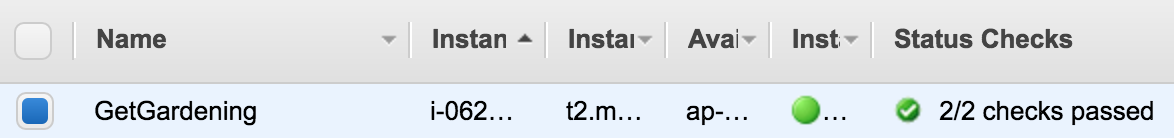 Name Instan Instar Avai Inst Status Checks
GetGardening i-062… t2.m… ap-… … 2/2 checks passed